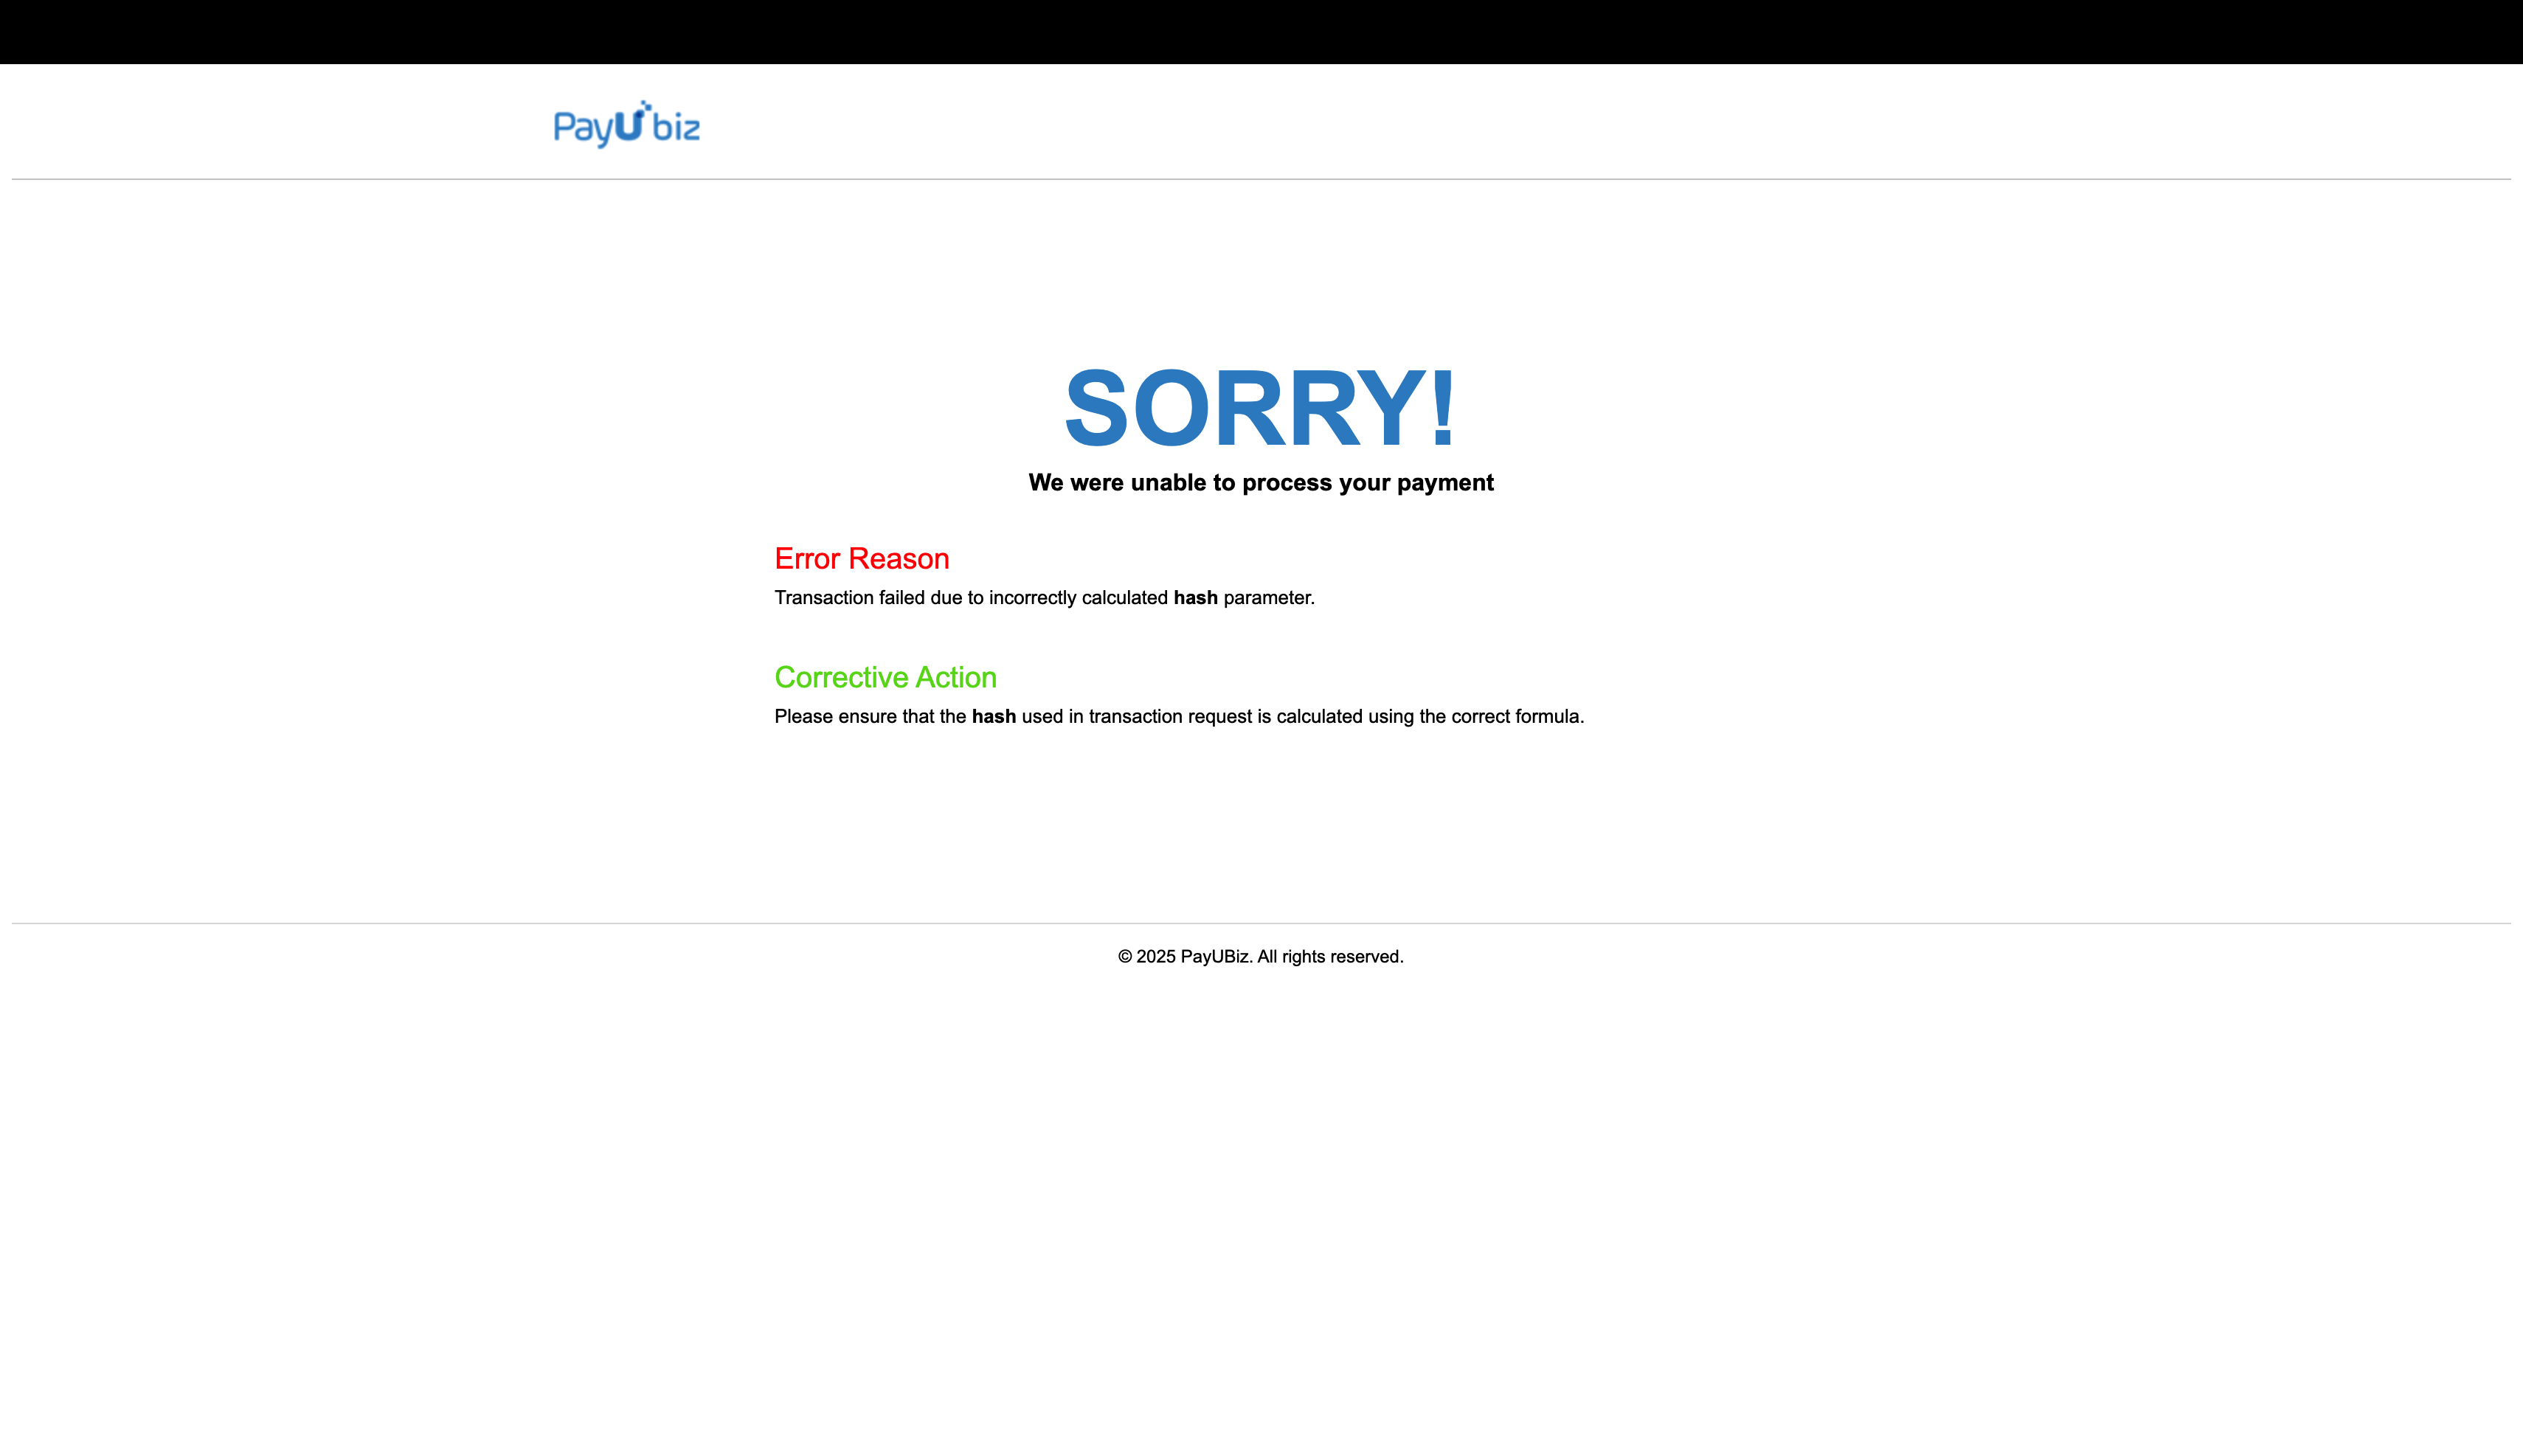 PayUbiz
SORRY!
We were unable to process your payment
Error Reason
Transaction failed due to incorrectly calculated hash parameter.
Corrective Action
Please ensure that the hash used in transaction request is calculated using the correct formula.
© 2025 PayUBiz. All rights reserved.